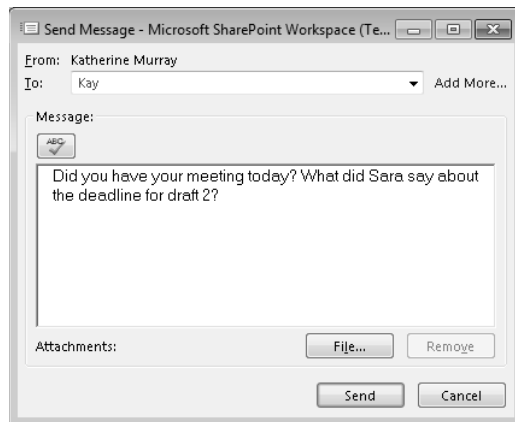 Send Message - Microsoft SharePoint Workspace (Te...
From: Katherine Murray
To: Kay Add More...
Message:
ABC
Did you have your meeting today? What did Sara say about
the deadline for draft 2?
Attachments: File... Remove
Send Cancel